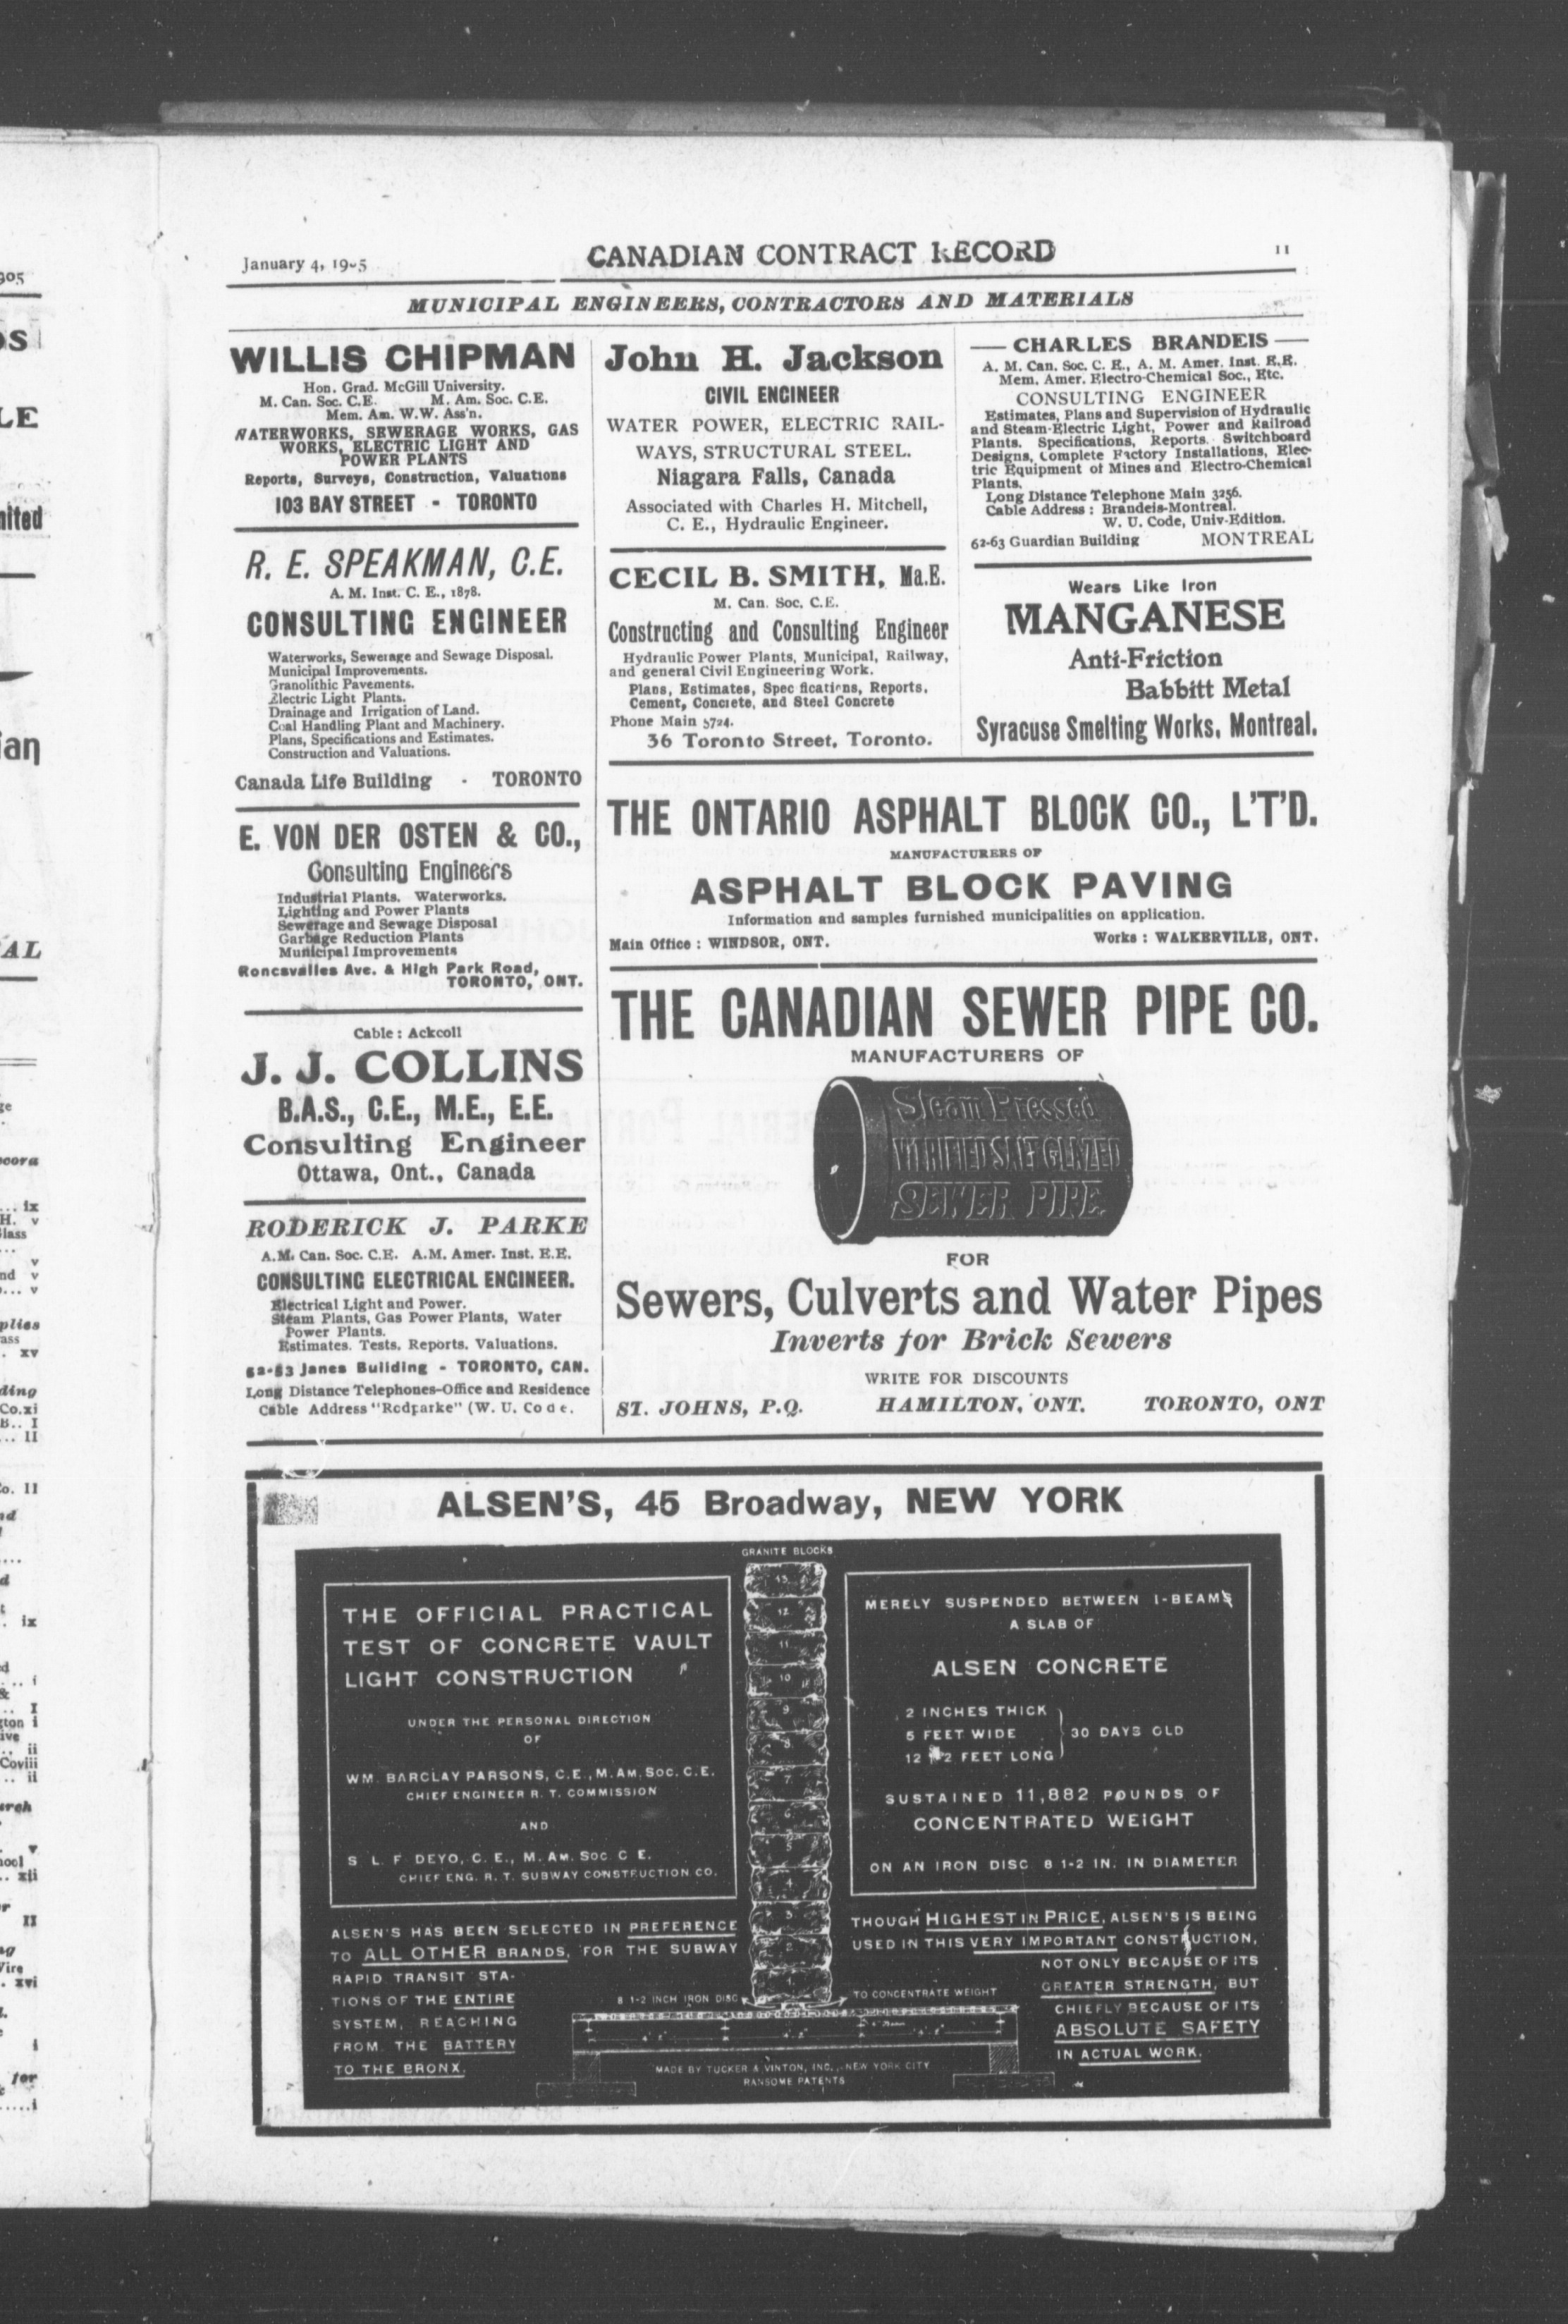 January 4, 1905
CANADIAN CONTRACT RECORD
11
MUNICIPAL ENGINEERS, CONTRACTORS AND MATERIALS
WILLIS CHIPMAN
Hon. Grad. McGill University.
M. Can. Soc. C.E. M. Am. Soc. C.E.
Mem. Am. W.W. Ass'n.
WATERWORKS, SEWERAGE WORKS, GAS
WORKS, ELECTRIC LIGHT AND
POWER PLANTS
Reports, Surveys, Construction, Valuations
103 BAY STREET - TORONTO
R. E. SPEAKMAN, C.E.
A. M. Inst. C. E., 1878.
CONSULTING ENGINEER
Waterworks, Sewerage and Sewage Disposal.
Municipal Improvements.
Granolithic Pavements.
Electric Light Plants.
Drainage and Irrigation of Land.
Coal Handling Plant and Machinery.
Plans, Specifications and Estimates.
Construction and Valuations.
Canada Life Building - TORONTO
E. VON DER OSTEN & CO.,
Consulting Engineers
Industrial Plants. Waterworks.
Lighting and Power Plants
Sewerage and Sewage Disposal
Garbage Reduction Plants
Municipal Improvements
Roncavalles Ave. & High Park Road,
TORONTO, ONT.
Cable : Ackcoll
J. J. COLLINS
B.A.S., C.E., M.E., E.E.
Consulting Engineer
Ottawa, Ont., Canada
RODERICK J. PARKE
A.M. Can. Soc. C.E. A.M. Amer. Inst. E.E.
CONSULTING ELECTRICAL ENGINEER.
Electrical Light and Power.
Steam Plants, Gas Power Plants, Water
Power Plants.
Estimates. Tests. Reports. Valuations.
52-53 Janes Building - TORONTO, CAN.
Long Distance Telephones-Office and Residence
Cable Address "Rodparke" (W. U. Code.
John H. Jackson
CIVIL ENGINEER
WATER POWER, ELECTRIC RAIL-
WAYS, STRUCTURAL STEEL.
Niagara Falls, Canada
Associated with Charles H. Mitchell,
C. E., Hydraulic Engineer.
CECIL B. SMITH, Ma.E.
M. Can. Soc. C.E.
Constructing and Consulting Engineer
Hydraulic Power Plants, Municipal, Railway,
and general Civil Engineering Work.
Plans, Estimates, Specifications, Reports,
Cement, Concrete, and Steel Concrete
Phone Main 5724.
36 Toronto Street, Toronto.
CHARLES BRANDEIS
A. M. Can. Soc. C. E., A. M. Amer. Inst. E.E.
Mem. Amer. Electro-Chemical Soc., Etc.
CONSULTING ENGINEER
Estimates, Plans and Supervision of Hydraulic
and Steam-Electric Light, Power and Railroad
Plants. Specifications, Reports. Switchboard
Designs, Complete Factory Installations, Elec-
tric Equipment of Mines and Electro-Chemical
Plants.
Long Distance Telephone Main 3256.
Cable Address : Brandeis-Montreal.
W. U. Code, Univ-Edition.
62-63 Guardian Building MONTREAL
Wears Like Iron
MANGANESE
Anti-Friction
Babbitt Metal
Syracuse Smelting Works, Montreal.
THE ONTARIO ASPHALT BLOCK CO., L'T'D.
MANUFACTURERS OF
ASPHALT BLOCK PAVING
Information and samples furnished municipalities on application.
Main Office : WINDSOR, ONT. Works : WALKERVILLE, ONT.
THE CANADIAN SEWER PIPE CO.
MANUFACTURERS OF
Steam Pressed
VITRIFIED SALT GLAZED
SEWER PIPE
FOR
Sewers, Culverts and Water Pipes
Inverts for Brick Sewers
WRITE FOR DISCOUNTS
ST. JOHNS, P.Q. HAMILTON, ONT. TORONTO, ONT
ALSEN'S, 45 Broadway, NEW YORK
THE OFFICIAL PRACTICAL
TEST OF CONCRETE VAULT
LIGHT CONSTRUCTION
UNDER THE PERSONAL DIRECTION
OF
WM. BARCLAY PARSONS, C.E., M.AM. SOC. C.E.
CHIEF ENGINEER R. T. COMMISSION
AND
S. L. F. DEYO, C. E., M. AM. SOC. C E.
CHIEF ENG. R. T. SUBWAY CONSTRUCTION CO.
ALSEN'S HAS BEEN SELECTED IN PREFERENCE
TO ALL OTHER BRANDS, FOR THE SUBWAY
RAPID TRANSIT STA-
TIONS OF THE ENTIRE
SYSTEM, REACHING
FROM THE BATTERY
TO THE BRONX.
GRANITE BLOCKS
13
12
11
10
9
8
7
6
5
4
3
2
1
8 1-2 INCH IRON DISC
TO CONCENTRATE WEIGHT
MADE BY TUCKER & VINTON, INC., NEW YORK CITY
RANSOME PATENTS
MERELY SUSPENDED BETWEEN I-BEAMS
A SLAB OF
ALSEN CONCRETE
2 INCHES THICK
5 FEET WIDE
12 1-2 FEET LONG
30 DAYS OLD
SUSTAINED 11,882 POUNDS OF
CONCENTRATED WEIGHT
ON AN IRON DISC 8 1-2 IN. IN DIAMETER
THOUGH HIGHEST IN PRICE, ALSEN'S IS BEING
USED IN THIS VERY IMPORTANT CONSTRUCTION,
NOT ONLY BECAUSE OF ITS
GREATER STRENGTH, BUT
CHIEFLY BECAUSE OF ITS
ABSOLUTE SAFETY
IN ACTUAL WORK.